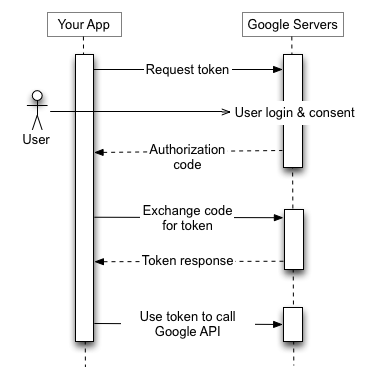 Your App
Google Servers
Request token
User login & consent
User
Authorization
code
Exchange code
for token
Token response
Use token to call
Google API